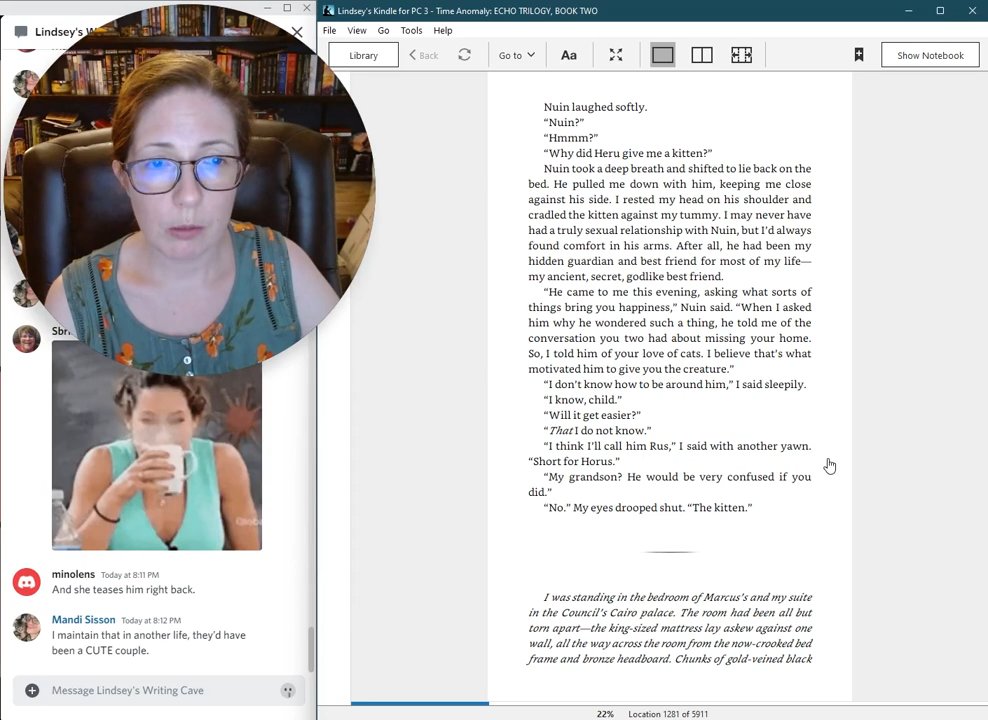 Lindsey's W
Sbr
minolens Today at 8:11 PM
And she teases him right back.
Mandi Sisson Today at 8:12 PM
I maintain that in another life, they'd have
been a CUTE couple.
Message Lindsey's Writing Cave
Lindsey's Kindle for PC 3 - Time Anomaly: ECHO TRILOGY, BOOK TWO
File View Go Tools Help
Library Back Go to Aa Show Notebook
Nuin laughed softly.
“Nuin?”
“Hmmm?”
“Why did Heru give me a kitten?”
Nuin took a deep breath and shifted to lie back on the
bed. He pulled me down with him, keeping me close
against his side. I rested my head on his shoulder and
cradled the kitten against my tummy. I may never have
had a truly sexual relationship with Nuin, but I’d always
found comfort in his arms. After all, he had been my
hidden guardian and best friend for most of my life—
my ancient, secret, godlike best friend.
“He came to me this evening, asking what sorts of
things bring you happiness,” Nuin said. “When I asked
him why he wondered such a thing, he told me of the
conversation you two had about missing your home.
So, I told him of your love of cats. I believe that’s what
motivated him to give you the creature.”
“I don’t know how to be around him,” I said sleepily.
“I know, child.”
“Will it get easier?”
“That I do not know.”
“I think I’ll call him Rus,” I said with another yawn.
“Short for Horus.”
“My grandson? He would be very confused if you
did.”
“No.” My eyes drooped shut. “The kitten.”
I was standing in the bedroom of Marcus’s and my suite
in the Council’s Cairo palace. The room had been all but
torn apart—the king-sized mattress lay askew against one
wall, all the way across the room from the now-crooked bed
frame and bronze headboard. Chunks of gold-veined black
22% Location 1281 of 5911